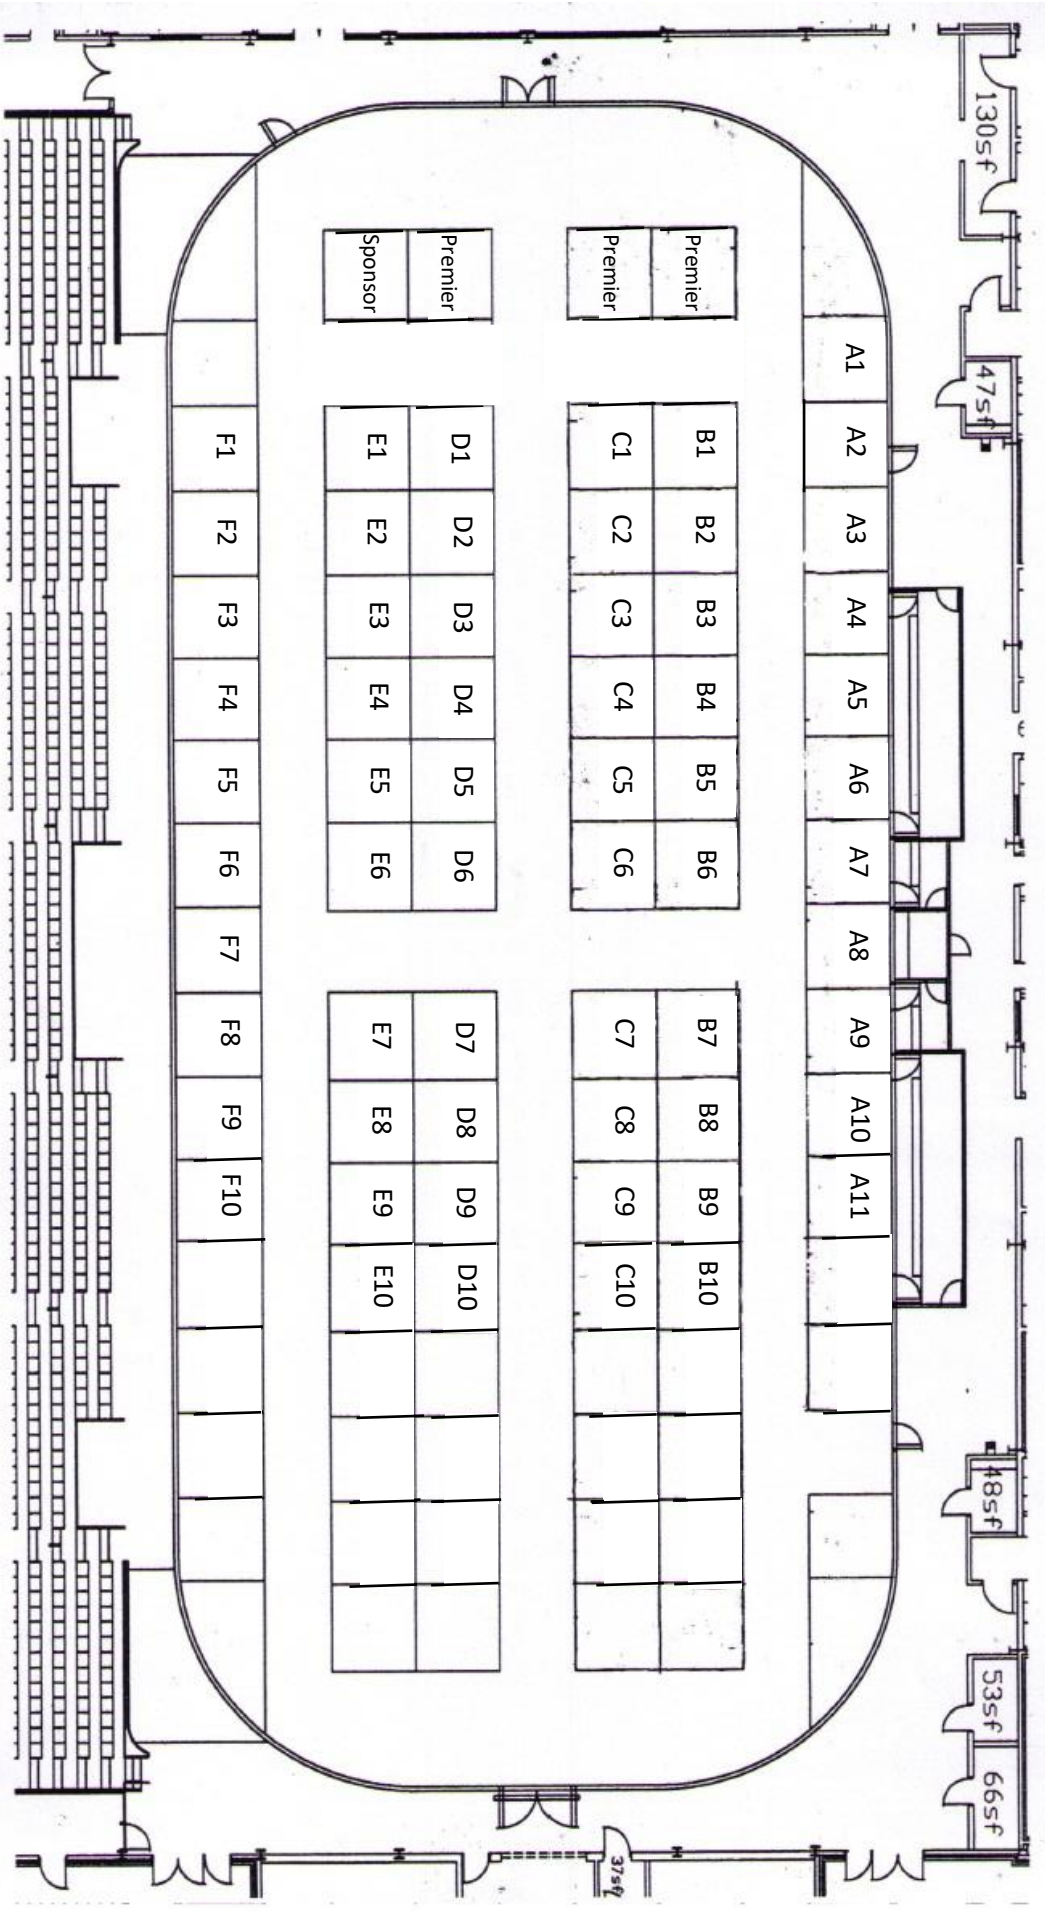 130sf
47sf
48sf
53sf
66sf
37sf
Premier
Premier
Premier
Sponsor
A1
A2
A3
A4
A5
A6
A7
A8
A9
A10
A11
B1
B2
B3
B4
B5
B6
B7
B8
B9
B10
C1
C2
C3
C4
C5
C6
C7
C8
C9
C10
D1
D2
D3
D4
D5
D6
D7
D8
D9
D10
E1
E2
E3
E4
E5
E6
E7
E8
E9
E10
F1
F2
F3
F4
F5
F6
F7
F8
F9
F10